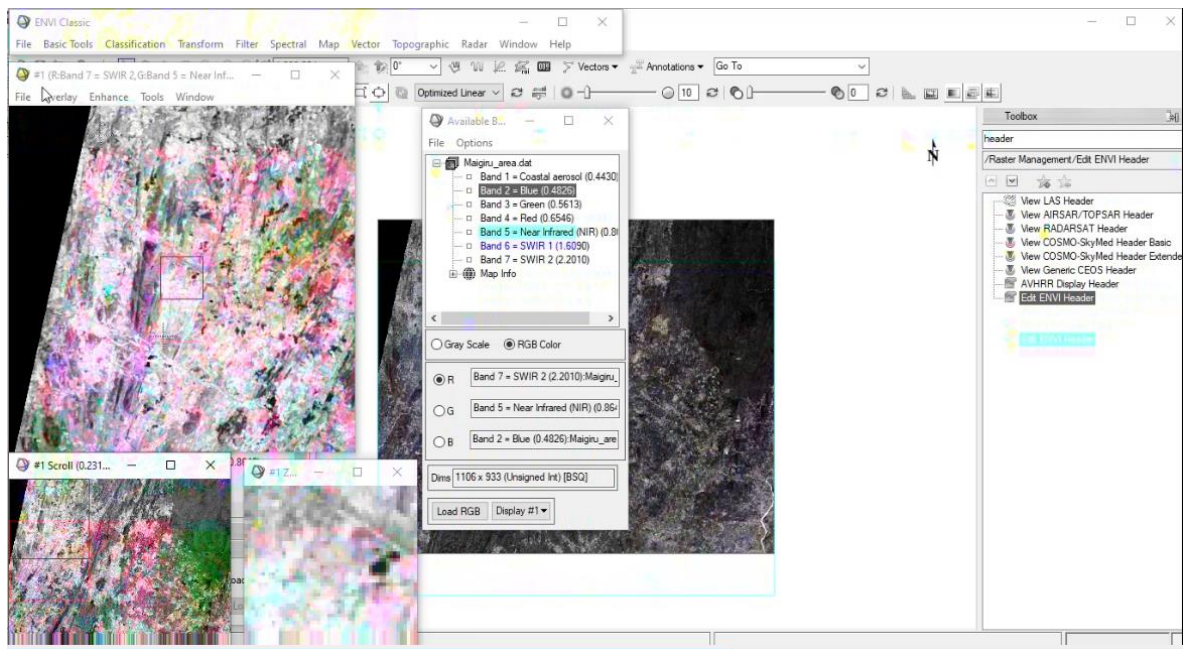 ENVI Classic
File Basic Tools Classification Transform Filter Spectral Map Vector Topographic Radar Window Help
0° Vectors Annotations Go To
#1 (R:Band 7 = SWIR 2,G:Band 5 = Near Inf...
File Overlay Enhance Tools Window
Optimized Linear 10 0
Available B...
File Options
Maigiru_area.dat
Band 1 = Coastal aerosol (0.4430
Band 2 = Blue (0.4826)
Band 3 = Green (0.5613)
Band 4 = Red (0.6546)
Band 5 = Near Infrared (NIR) (0.8
Band 6 = SWIR 1 (1.6090)
Band 7 = SWIR 2 (2.2010)
Map Info
Gray Scale RGB Color
R Band 7 = SWIR 2 (2.2010):Maigiru_
G Band 5 = Near Infrared (NIR) (0.864
B Band 2 = Blue (0.4826):Maigiru_are
Dims 1106 x 933 (Unsigned Int) [BSQ]
Load RGB Display #1
#1 Scroll (0.231...
#1 Z...
N
Toolbox
header
/Raster Management/Edit ENVI Header
View LAS Header
View AIRSAR/TOPSAR Header
View RADARSAT Header
View COSMO-SkyMed Header Basic
View COSMO-SkyMed Header Extende
View Generic CEOS Header
AVHRR Display Header
Edit ENVI Header
Edit ENVI Header